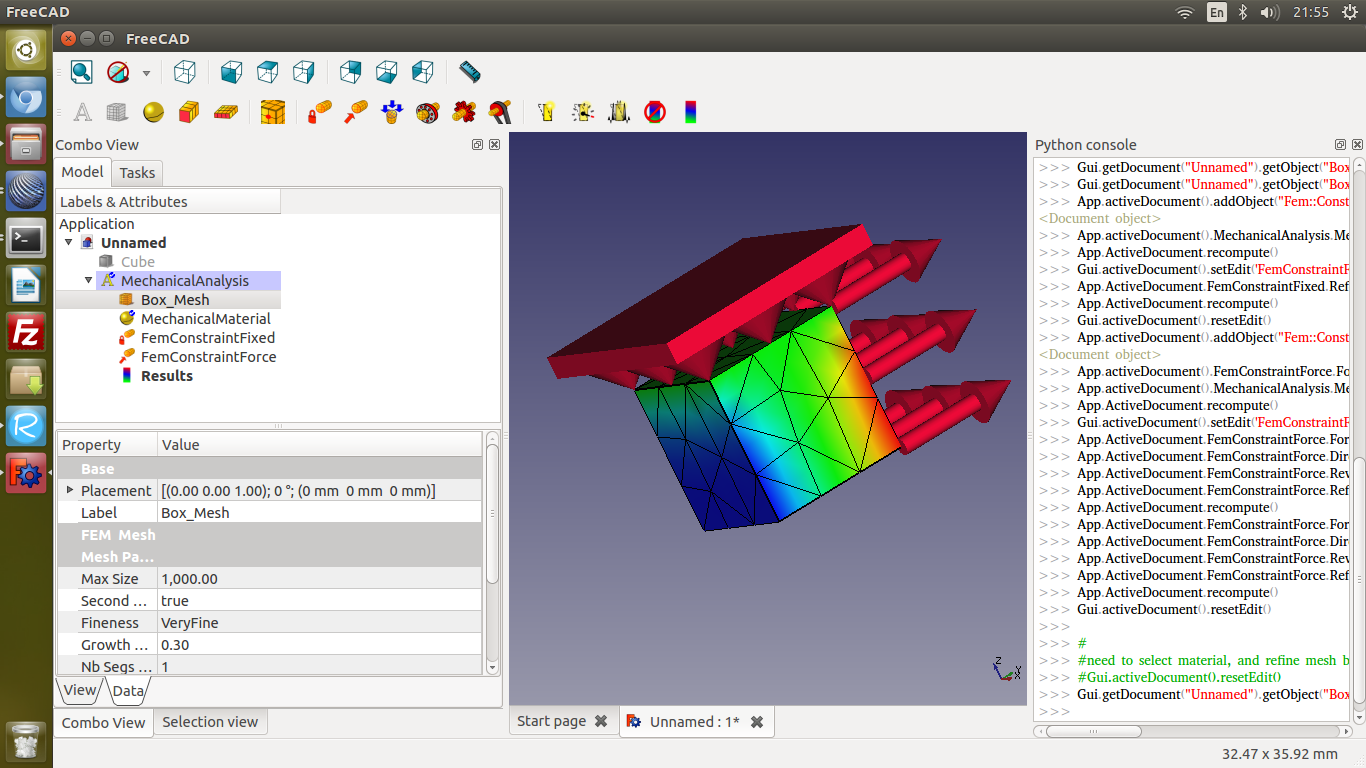 FreeCAD
En
21:55
FreeCAD
Combo View
Python console
Model
Tasks
Labels & Attributes
Application
Unnamed
Cube
MechanicalAnalysis
Box_Mesh
MechanicalMaterial
FemConstraintFixed
FemConstraintForce
Results
Property Value
Base
Placement [(0.00 0.00 1.00); 0 °; (0 mm 0 mm 0 mm)]
Label Box_Mesh
FEM Mesh
Mesh Pa...
Max Size 1,000.00
Second ... true
Fineness VeryFine
Growth ... 0.30
Nb Segs ... 1
View
Data
Combo View
Selection view
Z
Y
X
Start page
Unnamed : 1*
>>> Gui.getDocument("Unnamed").getObject("Box
>>> Gui.getDocument("Unnamed").getObject("Box
>>> App.activeDocument().addObject("Fem::Const
<Document object>
>>> App.activeDocument().MechanicalAnalysis.Me
>>> App.ActiveDocument.recompute()
>>> Gui.activeDocument().setEdit('FemConstraintF
>>> App.ActiveDocument.FemConstraintFixed.Ref
>>> App.ActiveDocument.recompute()
>>> Gui.activeDocument().resetEdit()
>>> App.activeDocument().addObject("Fem::Const
<Document object>
>>> App.activeDocument().FemConstraintForce.Fo
>>> App.activeDocument().MechanicalAnalysis.Me
>>> App.ActiveDocument.recompute()
>>> Gui.activeDocument().setEdit('FemConstraintF
>>> App.ActiveDocument.FemConstraintForce.For
>>> App.ActiveDocument.FemConstraintForce.Dire
>>> App.ActiveDocument.FemConstraintForce.Rev
>>> App.ActiveDocument.FemConstraintForce.Ref
>>> App.ActiveDocument.recompute()
>>> App.ActiveDocument.FemConstraintForce.For
>>> App.ActiveDocument.FemConstraintForce.Dire
>>> App.ActiveDocument.FemConstraintForce.Rev
>>> App.ActiveDocument.FemConstraintForce.Ref
>>> App.ActiveDocument.recompute()
>>> Gui.activeDocument().resetEdit()
>>>
>>> #
>>> #need to select material, and refine mesh b
>>> #Gui.activeDocument().resetEdit()
>>> Gui.getDocument("Unnamed").getObject("Box
>>>
32.47 x 35.92 mm